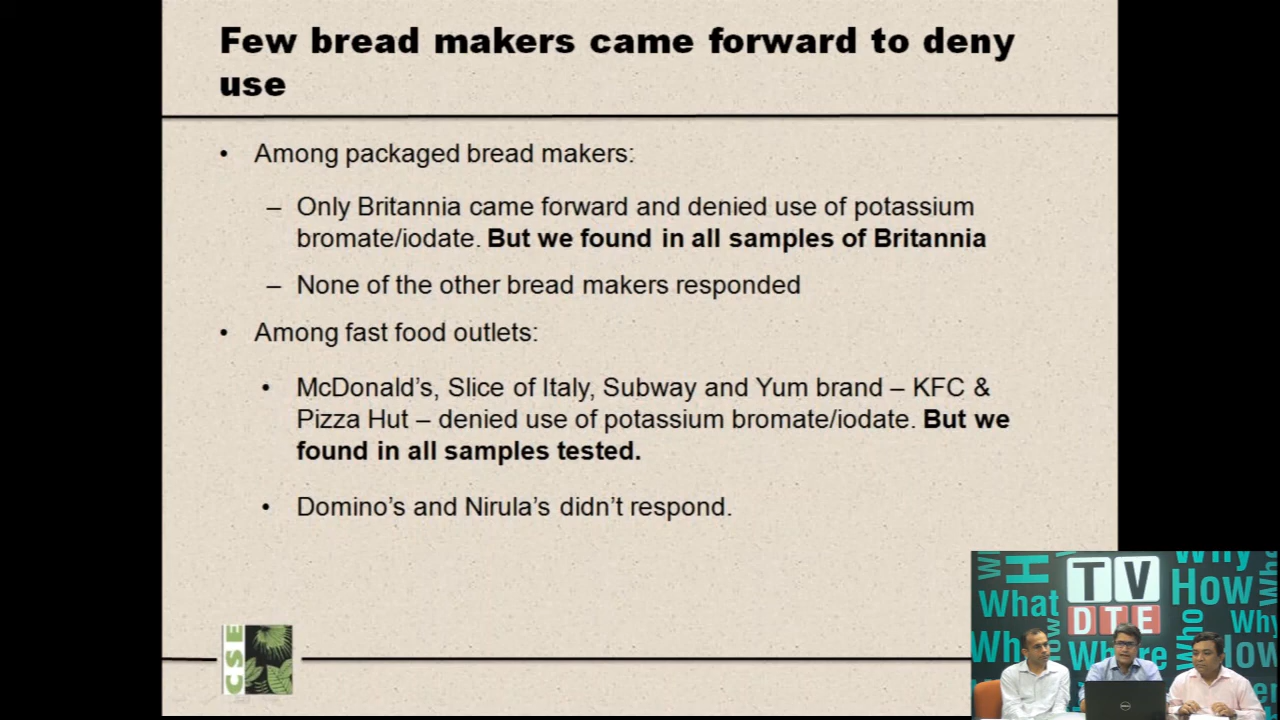 Few bread makers came forward to deny
use
• Among packaged bread makers:
– Only Britannia came forward and denied use of potassium
bromate/iodate. But we found in all samples of Britannia
– None of the other bread makers responded
• Among fast food outlets:
• McDonald’s, Slice of Italy, Subway and Yum brand – KFC &
Pizza Hut – denied use of potassium bromate/iodate. But we
found in all samples tested.
• Domino’s and Nirula’s didn’t respond.
CSE
TV
DTE
What
H
Why
How
Who
Where
How
Why